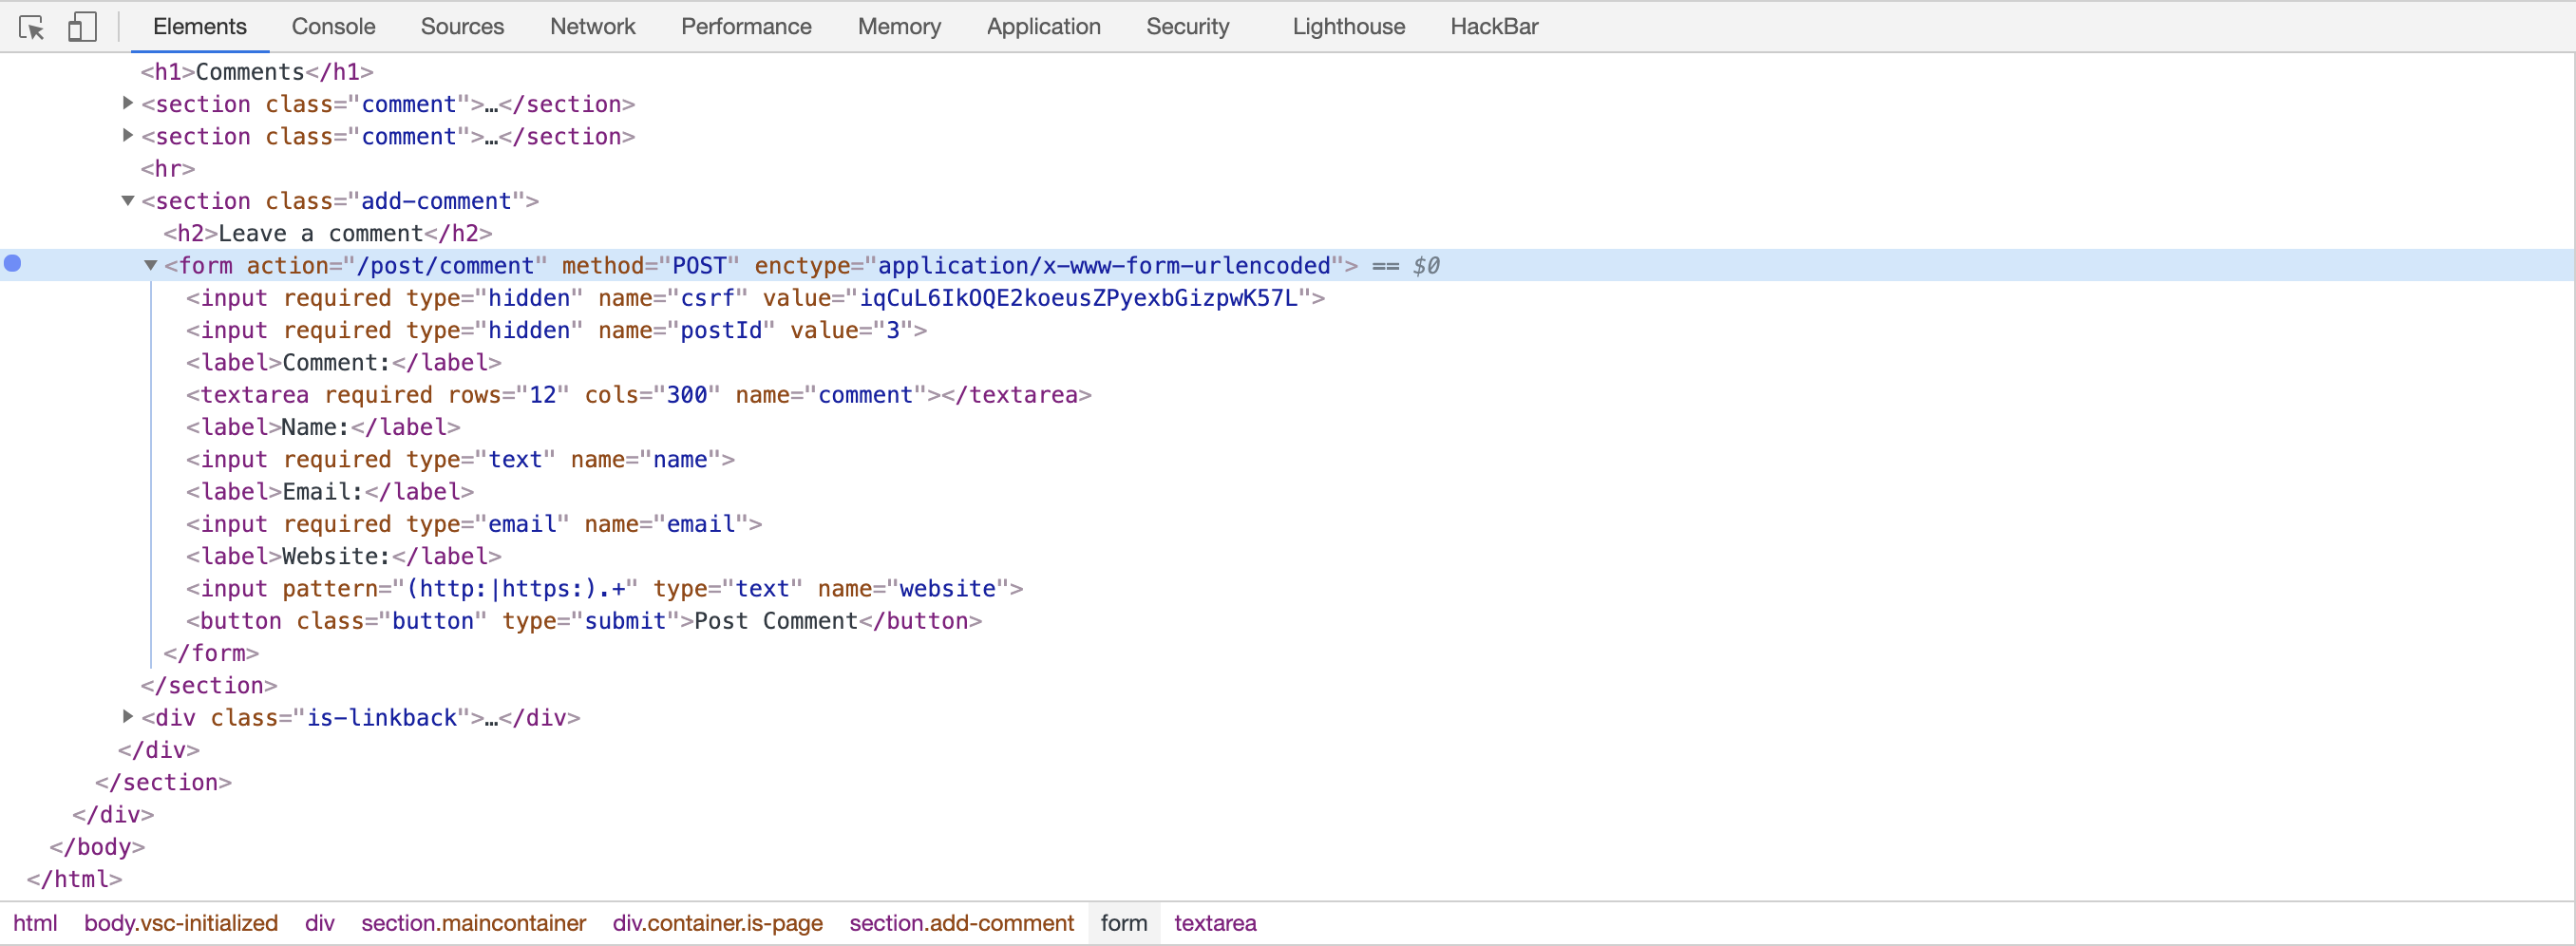 Elements Console Sources Network Performance Memory Application Security Lighthouse HackBar
<h1>Comments</h1>
<section class="comment">…</section>
<section class="comment">…</section>
<hr>
<section class="add-comment">
<h2>Leave a comment</h2>
<form action="/post/comment" method="POST" enctype="application/x-www-form-urlencoded"> == $0
<input required type="hidden" name="csrf" value="iqCuL6IkOQE2koeusZPyexbGizpwK57L">
<input required type="hidden" name="postId" value="3">
<label>Comment:</label>
<textarea required rows="12" cols="300" name="comment"></textarea>
<label>Name:</label>
<input required type="text" name="name">
<label>Email:</label>
<input required type="email" name="email">
<label>Website:</label>
<input pattern="(http:|https:).+" type="text" name="website">
<button class="button" type="submit">Post Comment</button>
</form>
</section>
<div class="is-linkback">…</div>
</div>
</section>
</div>
</body>
</html>
html body.vsc-initialized div section.maincontainer div.container.is-page section.add-comment form textarea